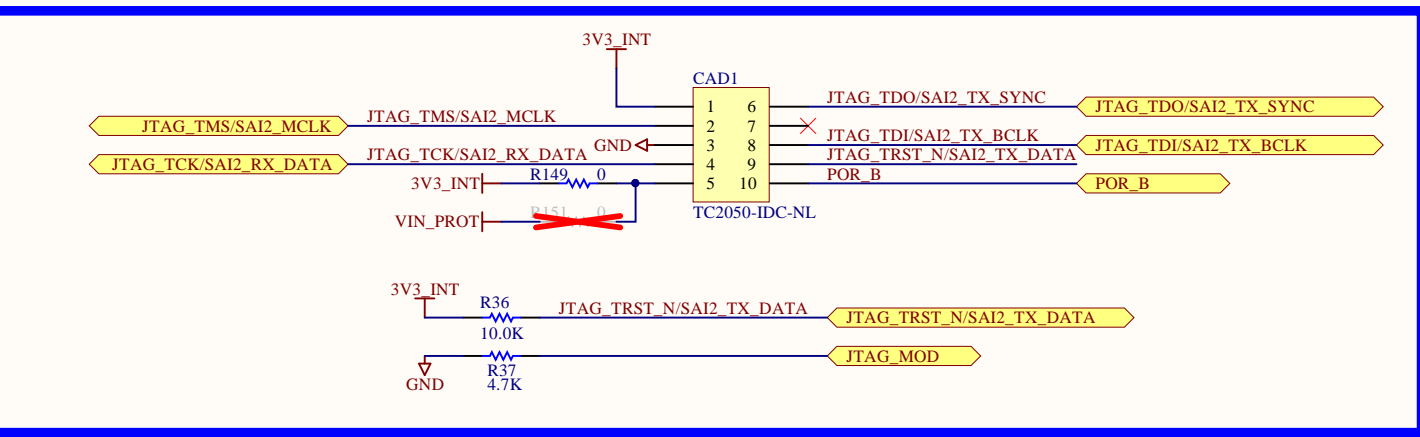 3V3_INT
CAD1
1 6 JTAG_TDO/SAI2_TX_SYNC JTAG_TDO/SAI2_TX_SYNC
JTAG_TMS/SAI2_MCLK JTAG_TMS/SAI2_MCLK 2 7
GND 3 8 JTAG_TDI/SAI2_TX_BCLK JTAG_TDI/SAI2_TX_BCLK
JTAG_TCK/SAI2_RX_DATA JTAG_TCK/SAI2_RX_DATA 4 9 JTAG_TRST_N/SAI2_TX_DATA
3V3_INT R149 0 5 10 POR_B POR_B
VIN_PROT R151 0 TC2050-IDC-NL
3V3_INT
R36 JTAG_TRST_N/SAI2_TX_DATA JTAG_TRST_N/SAI2_TX_DATA
10.0K
JTAG_MOD
GND R37
4.7K